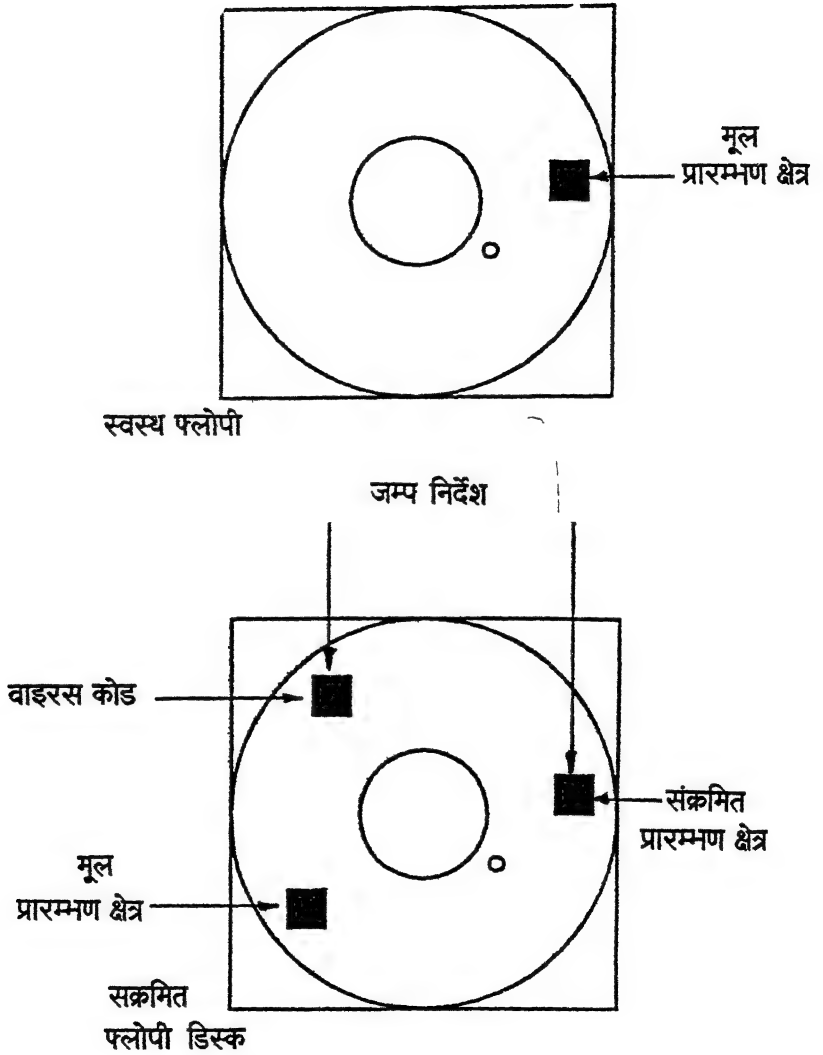 मूल
प्रारम्भण क्षेत्र
स्वस्थ फ्लोपी
जम्प निर्देश
वाइरस कोड
संक्रमित
प्रारम्भण क्षेत्र
मूल
प्रारम्भण क्षेत्र
सक्रमित
फ्लोपी डिस्क